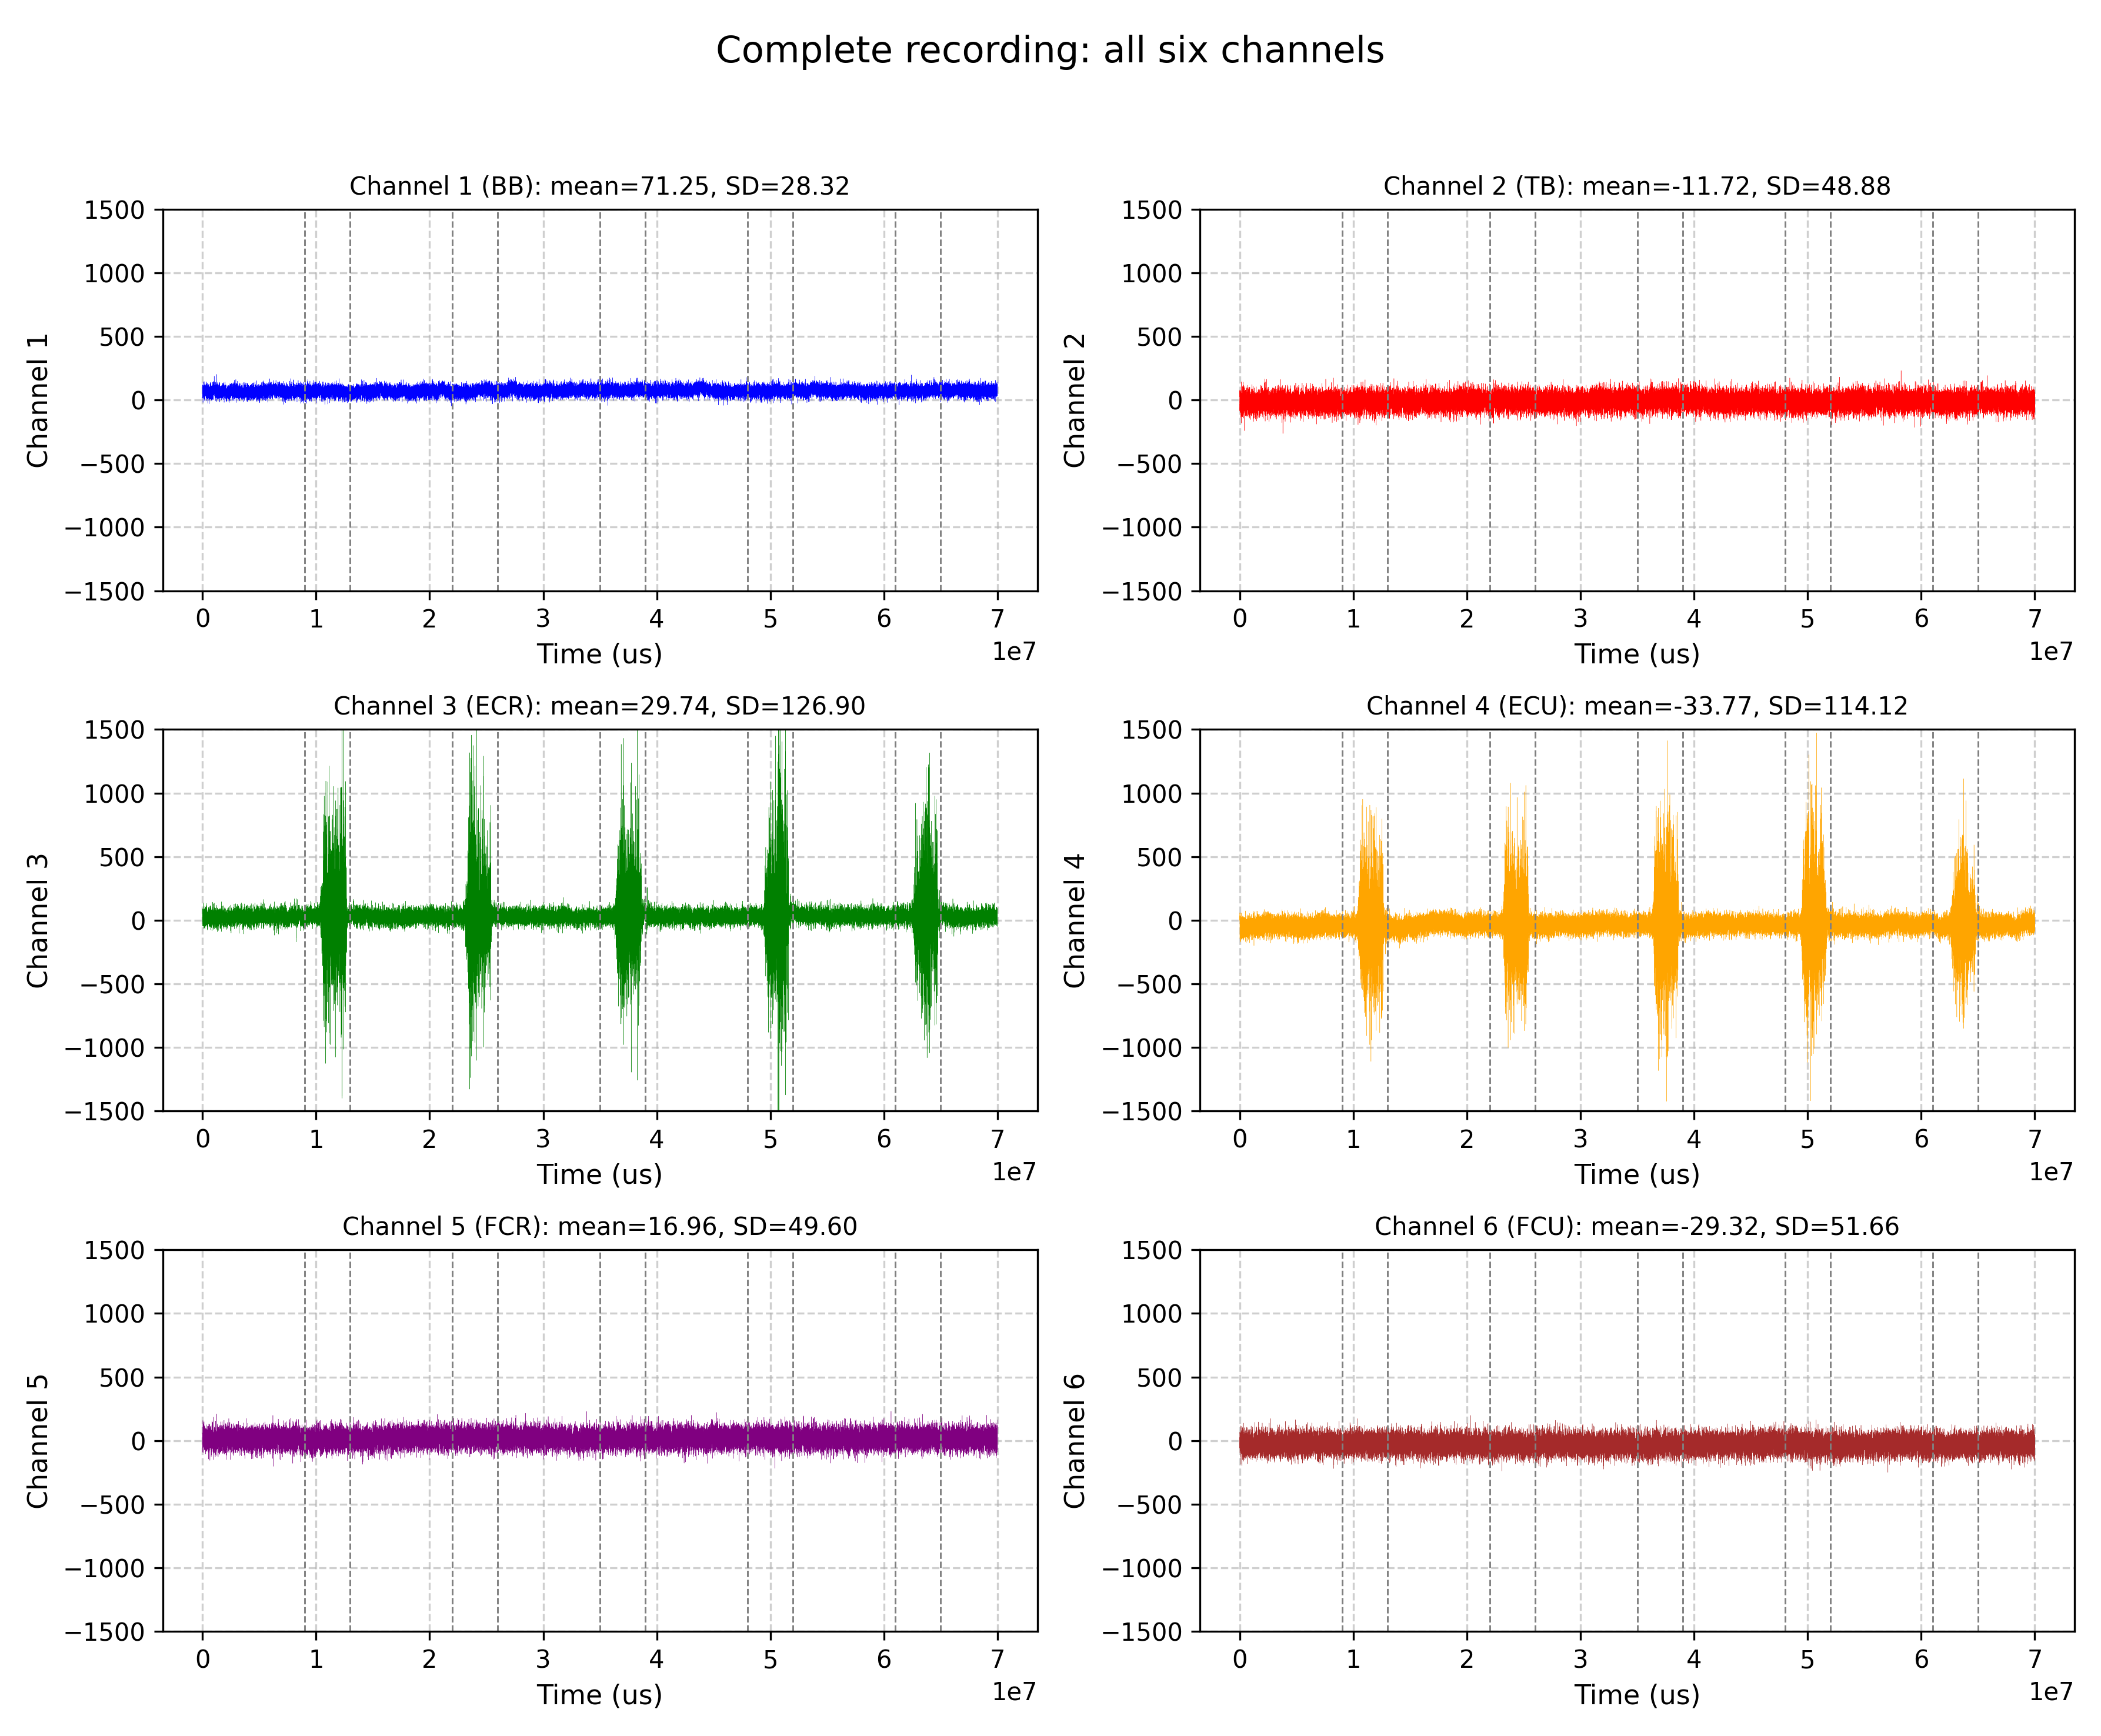 Complete recording: all six channels
Channel 1 (BB): mean=71.25, SD=28.32
Channel 1
1500
1000
500
0
−500
−1000
−1500
0 1 2 3 4 5 6 7
1e7
Time (us)
Channel 2 (TB): mean=-11.72, SD=48.88
Channel 2
1500
1000
500
0
−500
−1000
−1500
0 1 2 3 4 5 6 7
1e7
Time (us)
Channel 3 (ECR): mean=29.74, SD=126.90
Channel 3
1500
1000
500
0
−500
−1000
−1500
0 1 2 3 4 5 6 7
1e7
Time (us)
Channel 4 (ECU): mean=-33.77, SD=114.12
Channel 4
1500
1000
500
0
−500
−1000
−1500
0 1 2 3 4 5 6 7
1e7
Time (us)
Channel 5 (FCR): mean=16.96, SD=49.60
Channel 5
1500
1000
500
0
−500
−1000
−1500
0 1 2 3 4 5 6 7
1e7
Time (us)
Channel 6 (FCU): mean=-29.32, SD=51.66
Channel 6
1500
1000
500
0
−500
−1000
−1500
0 1 2 3 4 5 6 7
1e7
Time (us)